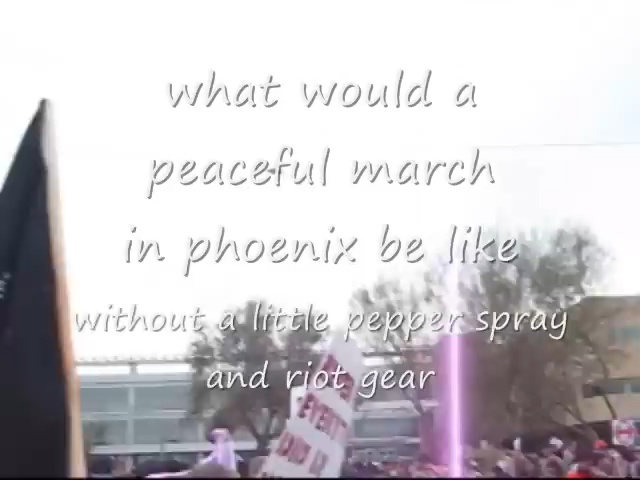 what would a
peaceful march
in phoenix be like
without a little pepper spray
and riot gear